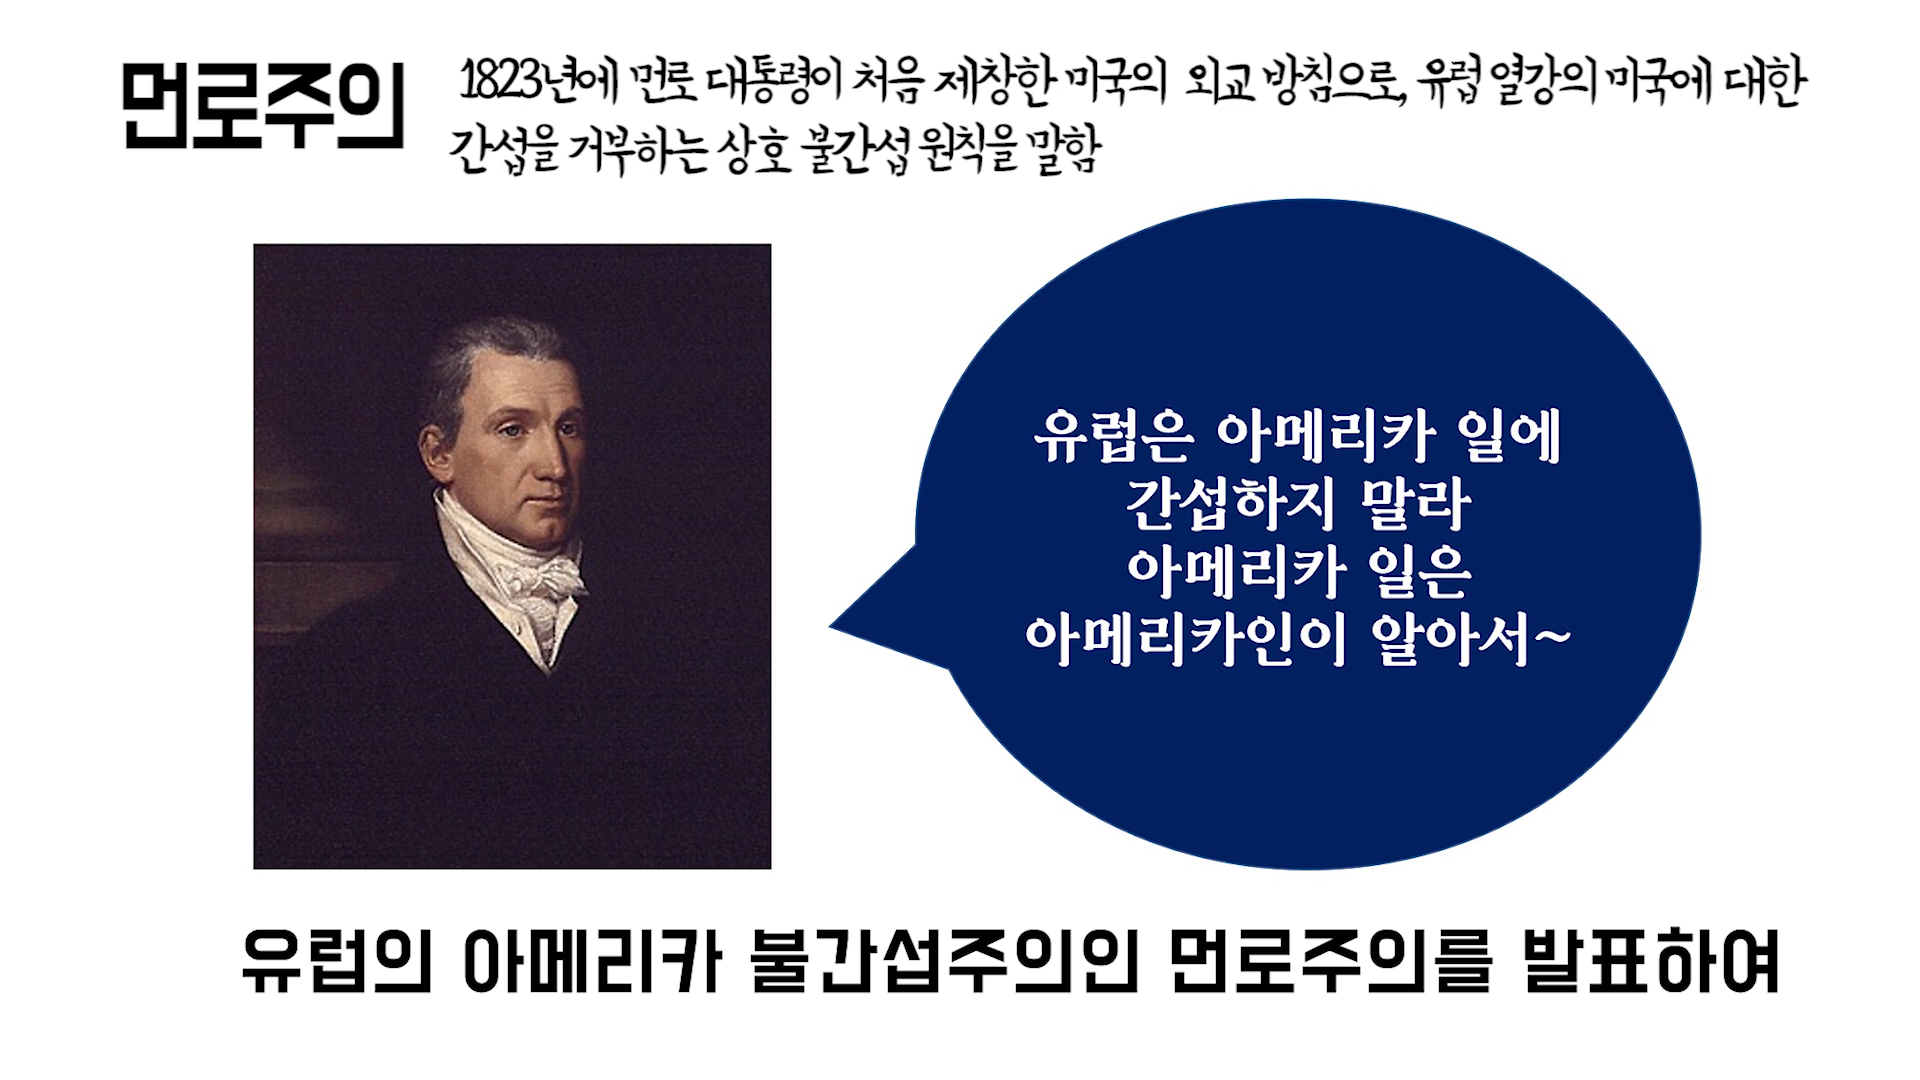 먼로주의
1823년에 먼로 대통령이 처음 제창한 미국의 외교 방침으로, 유럽 열강의 미국에 대한
간섭을 거부하는 상호 불간섭 원칙을 말함
유럽은 아메리카 일에
간섭하지 말라
아메리카 일은
아메리카인이 알아서~
유럽의 아메리카 불간섭주의인 먼로주의를 발표하여